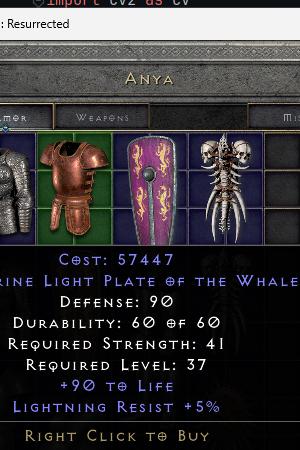 import cv2 as cv
: Resurrected
Anya
Weapons
Cost: 57447
rine Light Plate of the Whale
Defense: 90
Durability: 60 of 60
Required Strength: 41
Required Level: 37
+90 to Life
Lightning Resist +5%
Right Click to Buy